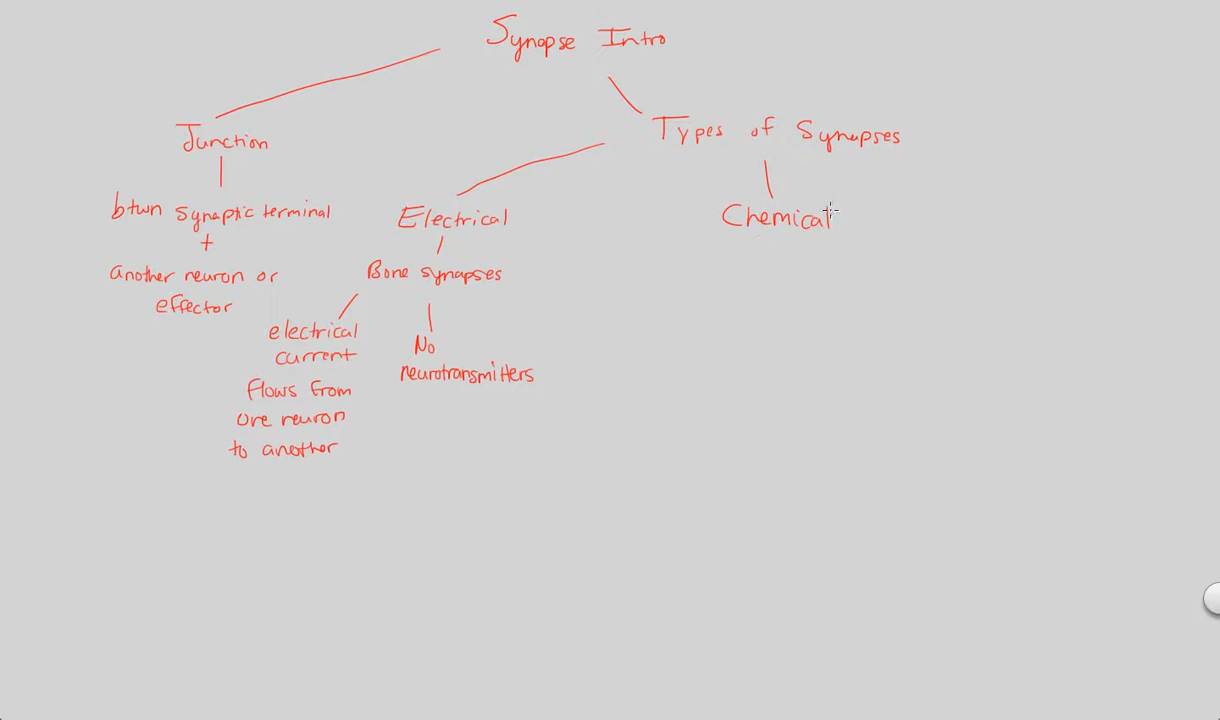 Synapse Intro
Junction
btwn synaptic terminal
+
another neuron or
effector
Types of Synapses
Electrical
Bone synapses
electrical
current
flows from
one neuron
to another
No
neurotransmitters
Chemical